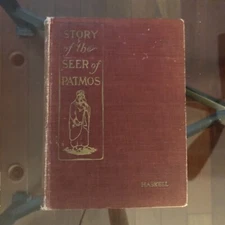 STORY
of the
SEER of
PATMOS
HASKELL